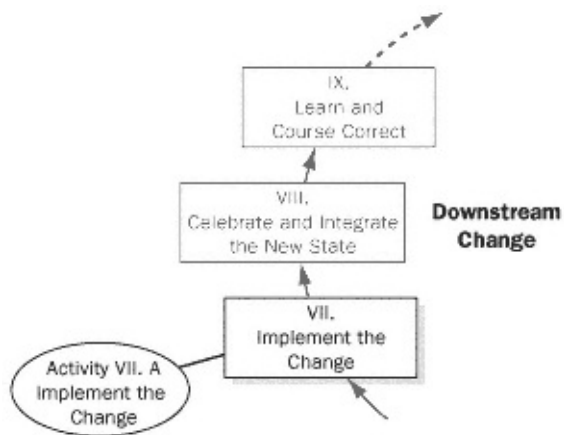 IX.
Learn and
Course Correct
VIII.
Celebrate and Integrate
the New State
Downstream
Change
VII.
Implement the
Change
Activity VII. A
Implement the
Change